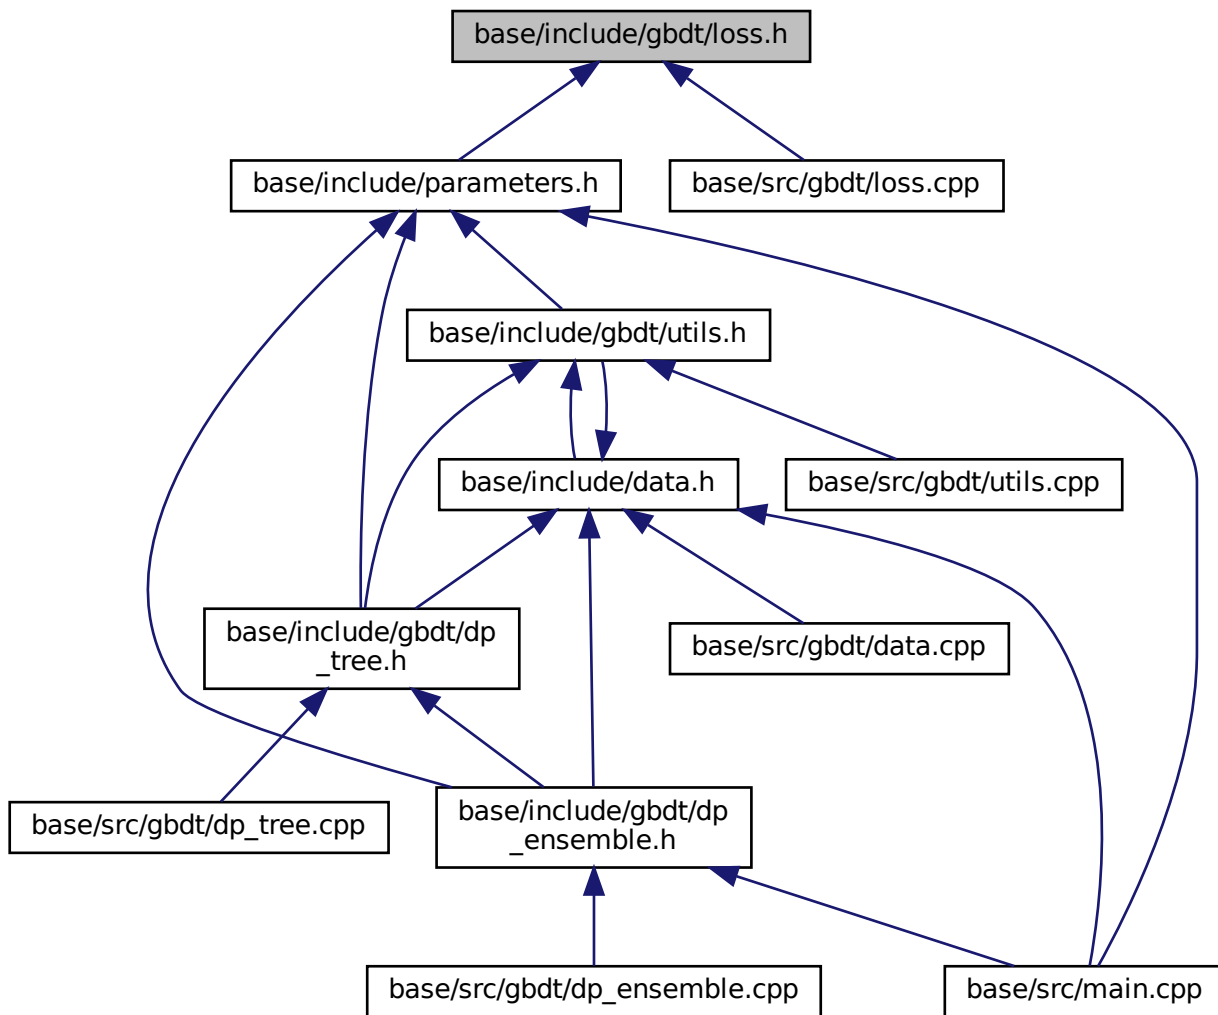 base/include/gbdt/loss.h
base/include/parameters.h
base/src/gbdt/loss.cpp
base/include/gbdt/utils.h
base/include/data.h
base/src/gbdt/utils.cpp
base/include/gbdt/dp
_tree.h
base/src/gbdt/data.cpp
base/src/gbdt/dp_tree.cpp
base/include/gbdt/dp
_ensemble.h
base/src/gbdt/dp_ensemble.cpp
base/src/main.cpp